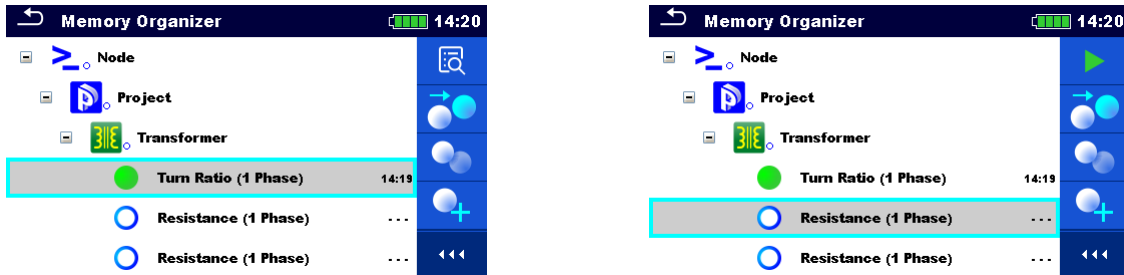 Memory Organizer 14:20
Node
Project
Transformer
Turn Ratio (1 Phase) 14:19
Resistance (1 Phase) ---
Resistance (1 Phase) ---
Memory Organizer 14:20
Node
Project
Transformer
Turn Ratio (1 Phase) 14:19
Resistance (1 Phase) ---
Resistance (1 Phase) ---